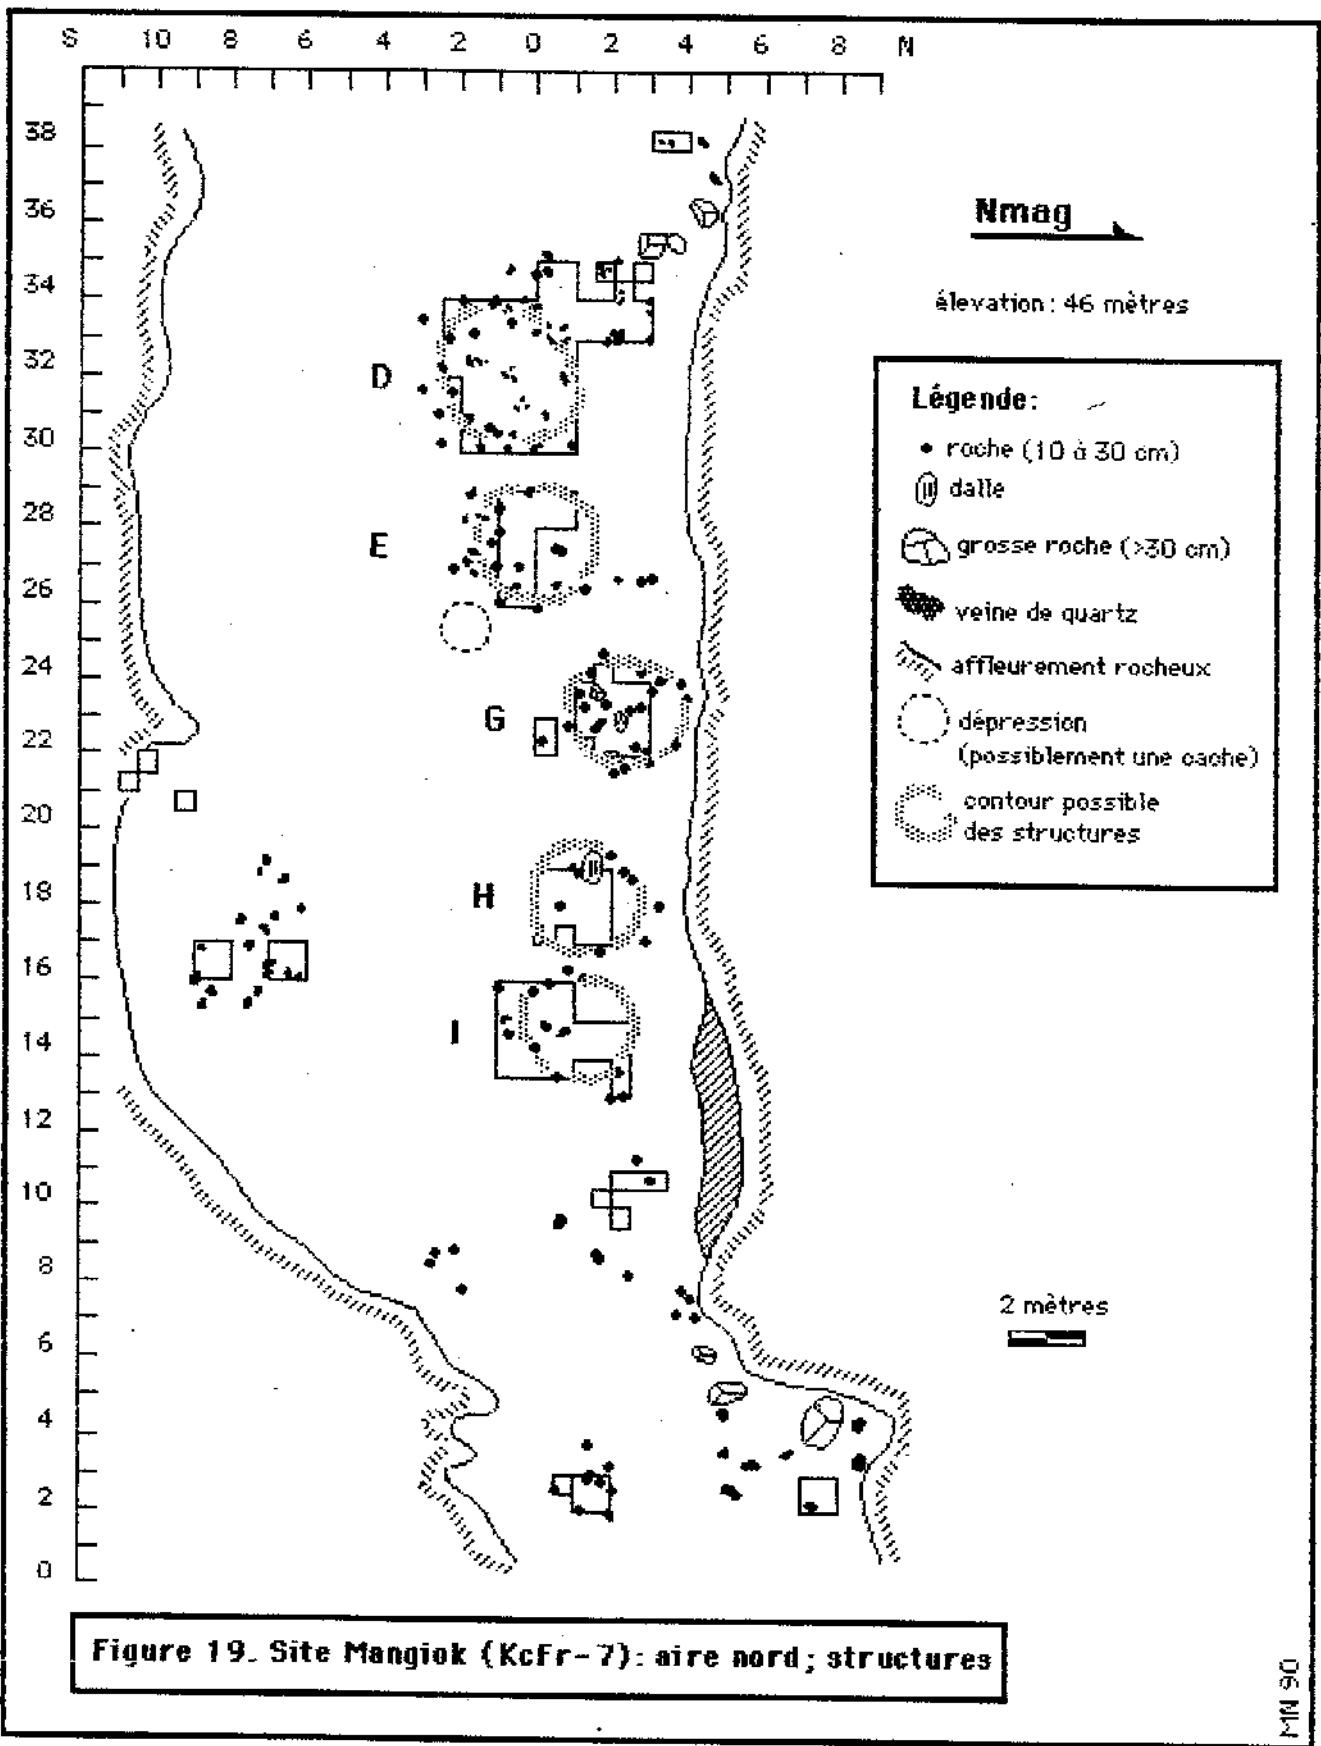 S 10 8 6 4 2 0 2 4 6 8 N
38
36
34
32
30
28
26
24
22
20
18
16
14
12
10
8
6
4
2
0
D
E
G
H
I
Nmag
élevation: 46 mètres
Légende:
roche (10 à 30 cm)
dalle
grosse roche (>30 cm)
veine de quartz
affleurement rocheux
dépression
(possiblement une cache)
contour possible
des structures
2 mètres
Figure 19. Site Mangiok (KcFr-7): aire nord; structures
MN 90